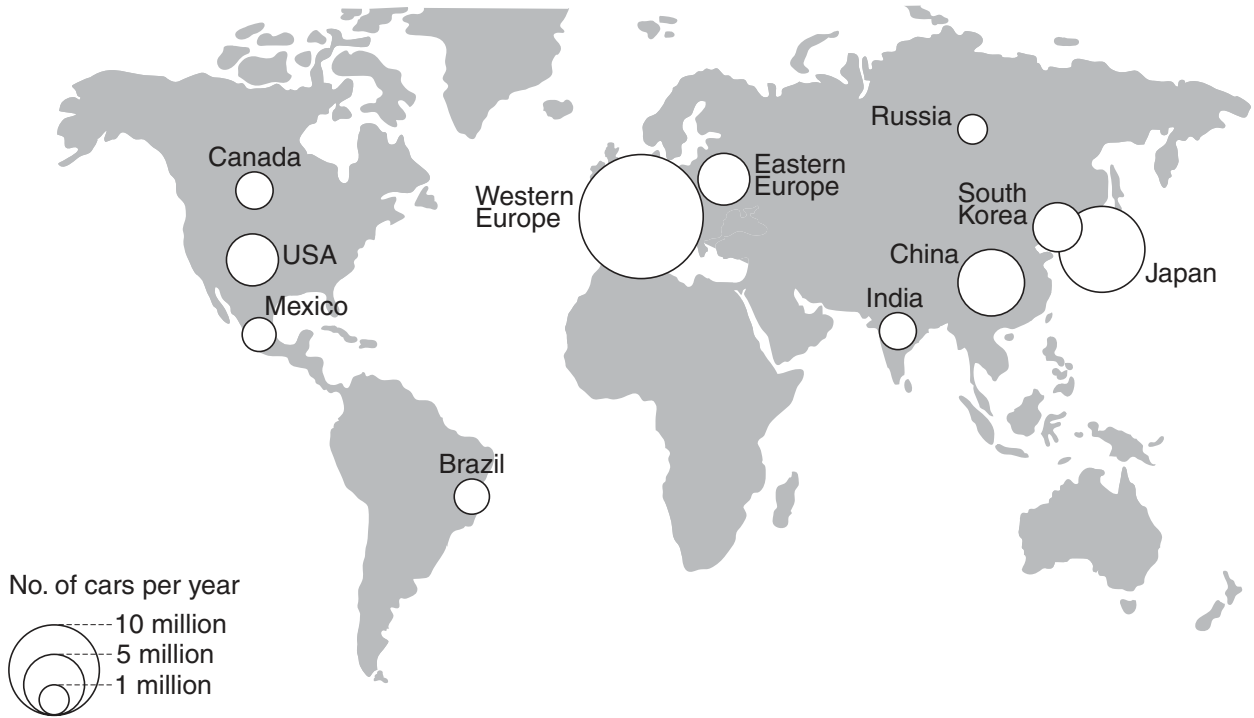 Russia
Canada
Eastern
Europe
Western
Europe
South
Korea
USA
China
Japan
Mexico
India
Brazil
No. of cars per year
10 million
5 million
1 million